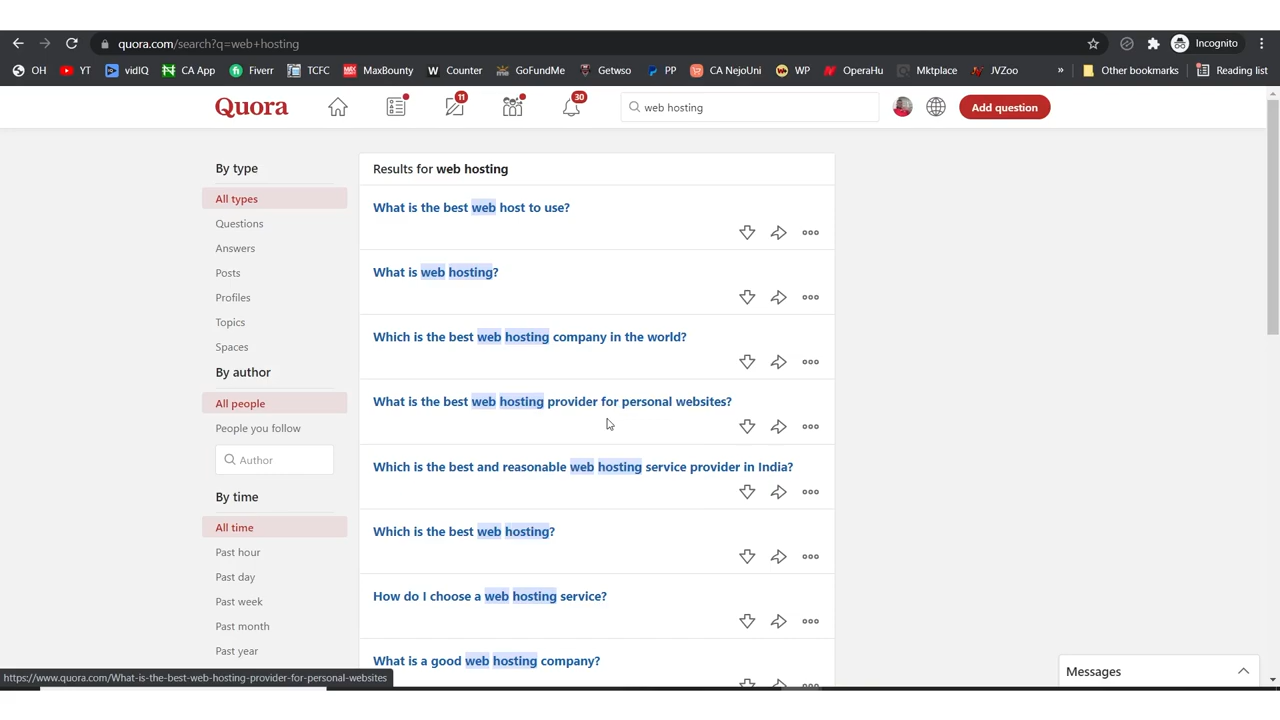 quora.com/search?q=web+hosting
Incognito
OH YT vidIQ CA App Fiverr TCFC MaxBounty Counter GoFundMe Getwso PP CA NejoUni WP OperaHu Mktplace JVZoo » Other bookmarks Reading list
Quora 11 30 web hosting Add question
By type
All types
Questions
Answers
Posts
Profiles
Topics
Spaces
By author
All people
People you follow
Author
By time
All time
Past hour
Past day
Past week
Past month
Past year
Results for web hosting
What is the best web host to use?
What is web hosting?
Which is the best web hosting company in the world?
What is the best web hosting provider for personal websites?
Which is the best and reasonable web hosting service provider in India?
Which is the best web hosting?
How do I choose a web hosting service?
What is a good web hosting company?
Messages
https://www.quora.com/What-is-the-best-web-hosting-provider-for-personal-websites